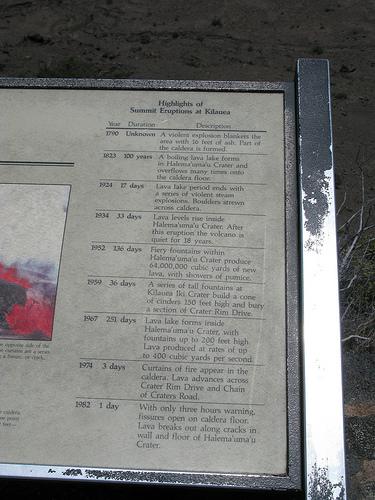 Highlights of
Summit Eruptions at Kilauea
Year Duration Description
1790 Unknown A violent explosion blankets the
area with 16 feet of ash. Part of
the caldera is formed.
1823 100 years A boiling lava lake forms
in Halema'uma'u Crater and
overflows many times onto
the caldera floor.
1924 17 days Lava lake period ends with
a series of violent steam
explosions. Boulders strewn
across caldera.
1934 33 days Lava levels rise inside
Halema'uma'u Crater. After
this eruption the volcano is
quiet for 18 years.
1952 136 days Fiery fountains within
Halema'uma'u Crater produce
64,000,000 cubic yards of new
lava, with showers of pumice.
1959 36 days A series of tall fountains at
Kilauea Iki Crater build a cone
of cinders 150 feet high and bury
a section of Crater Rim Drive.
1967 251 days Lava lake forms inside
Halema'uma'u Crater, with
fountains up to 200 feet high.
Lava produced at rates of up
to 400 cubic yards per second.
1974 3 days Curtains of fire appear in the
caldera. Lava advances across
Crater Rim Drive and Chain
of Craters Road.
1982 1 day With only three hours warning,
fissures open on caldera floor.
Lava breaks out along cracks in
wall and floor of Halema'uma'u
Crater.
opposite side of the
caldera